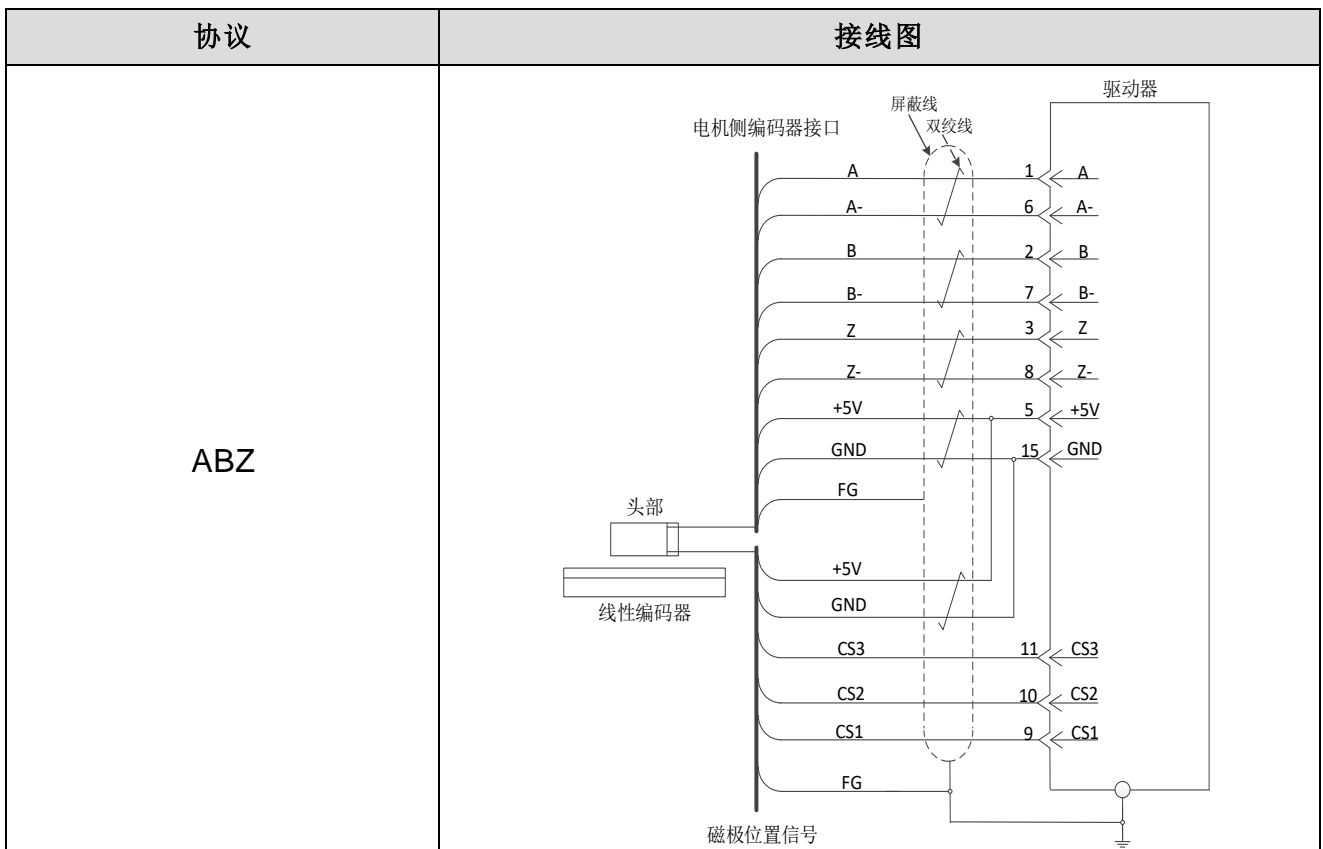 协议 接线图
ABZ
驱动器
屏蔽线
双绞线
电机侧编码器接口
A 1 A
A- 6 A-
B 2 B
B- 7 B-
Z 3 Z
Z- 8 Z-
+5V 5 +5V
GND 15 GND
FG
头部
+5V
线性编码器
GND
CS3 11 CS3
CS2 10 CS2
CS1 9 CS1
FG
磁极位置信号